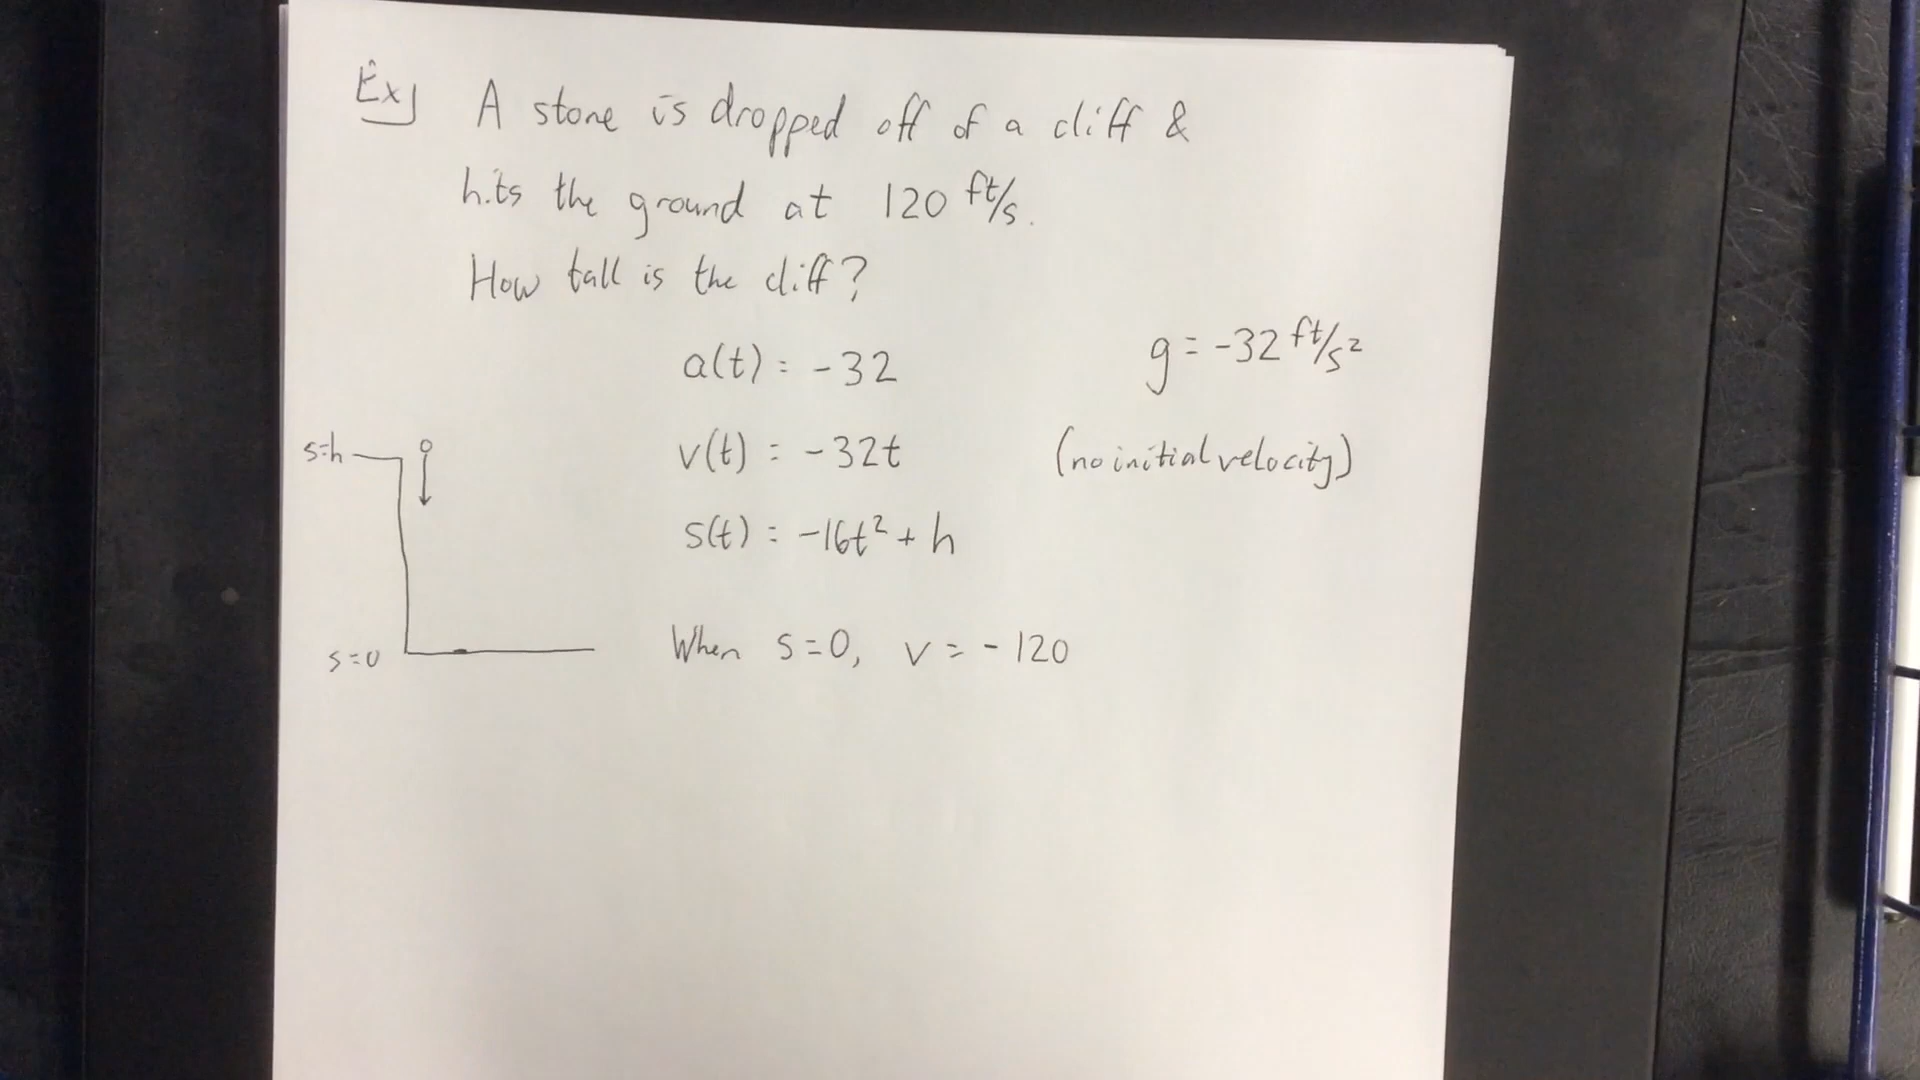 Ex] A stone is dropped off of a cliff &
hits the ground at 120 ft/s.
How tall is the cliff?
a(t) = -32
g = -32 ft/s²
s=h
v(t) = -32t
(no initial velocity)
s(t) = -16t² + h
s=0
When s=0, v = -120